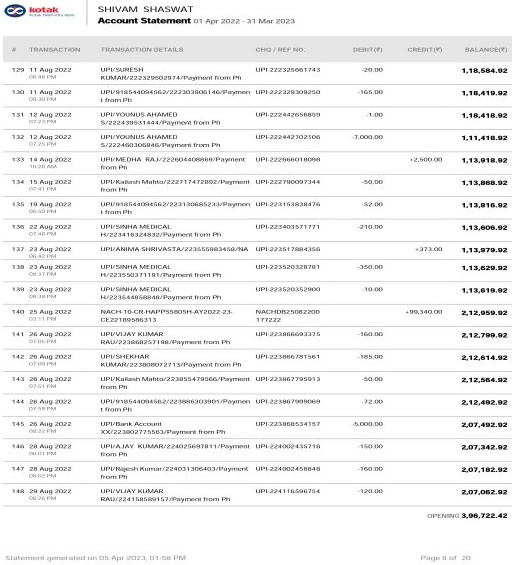 kotak
Kotak Mahindra Bank
SHIVAM SHASWAT
Account Statement 01 Apr 2022 - 31 Mar 2023
# TRANSACTION TRANSACTION DETAILS CHQ / REF NO. DEBIT(₹) CREDIT(₹) BALANCE(₹)
129 11 Aug 2022 UPI/SURESH UPI-222325661743 -20.00 1,18,584.92
06:48 PM KUMAR/222329502974/Payment from Ph
130 11 Aug 2022 UPI/918544094562/222303906146/Paymen UPI-222329309250 -165.00 1,18,419.92
09:30 PM t from Ph
131 12 Aug 2022 UPI/YOUNUS AHAMED UPI-222442656859 -1.00 1,18,418.92
07:23 PM S/222439531444/Payment from Ph
132 12 Aug 2022 UPI/YOUNUS AHAMED UPI-222442702106 -7,000.00 1,11,418.92
07:25 PM S/222460306846/Payment from Ph
133 14 Aug 2022 UPI/MEDHA RAJ/222604408869/Payment UPI-222666018098 +2,500.00 1,13,918.92
10:28 AM from Ph
134 15 Aug 2022 UPI/Kailash Mahto/222717472892/Payment UPI-222790097344 -50.00 1,13,868.92
07:41 PM from Ph
135 19 Aug 2022 UPI/918544094562/223130685233/Paymen UPI-223153838476 -52.00 1,13,816.92
08:50 PM t from Ph
136 22 Aug 2022 UPI/SINHA MEDICAL UPI-223403571771 -210.00 1,13,606.92
07:48 PM H/223418324832/Payment from Ph
137 23 Aug 2022 UPI/ANIMA SHRIVASTA/223555983458/NA UPI-223517884356 +373.00 1,13,979.92
06:42 PM
138 23 Aug 2022 UPI/SINHA MEDICAL UPI-223520328761 -350.00 1,13,629.92
08:37 PM H/223550371191/Payment from Ph
139 23 Aug 2022 UPI/SINHA MEDICAL UPI-223520352900 -10.00 1,13,619.92
08:38 PM H/223544858848/Payment from Ph
140 25 Aug 2022 NACH-10-CR-HAPPS5805H-AY2022-23- NACHDB25082200 +99,340.00 2,12,959.92
03:11 PM CE22189586313 177222
141 26 Aug 2022 UPI/VIJAY KUMAR UPI-223866693375 -160.00 2,12,799.92
07:05 PM RAU/223868257198/Payment from Ph
142 26 Aug 2022 UPI/SHEKHAR UPI-223866781561 -185.00 2,12,614.92
07:09 PM KUMAR/223808072713/Payment from Ph
143 26 Aug 2022 UPI/Kailash Mahto/223855479566/Payment UPI-223867795913 -50.00 2,12,564.92
07:51 PM from Ph
144 26 Aug 2022 UPI/918544094562/223886303901/Paymen UPI-223867999069 -72.00 2,12,492.92
07:59 PM t from Ph
145 26 Aug 2022 UPI/Bank Account UPI-223868534157 -5,000.00 2,07,492.92
08:22 PM XX/223802775563/Payment from Ph
146 28 Aug 2022 UPI/AJAY KUMAR/224025697811/Payment UPI-224002435718 -150.00 2,07,342.92
08:01 PM from Ph
147 28 Aug 2022 UPI/Rajesh Kumar/224031306403/Payment UPI-224002458848 -160.00 2,07,182.92
08:02 PM from Ph
148 29 Aug 2022 UPI/VIJAY KUMAR UPI-224116596754 -120.00 2,07,062.92
06:26 PM RAU/224158589157/Payment from Ph
OPENING 3,96,722.42
Statement generated on 05 Apr 2023, 01:58 PM Page 8 of 20